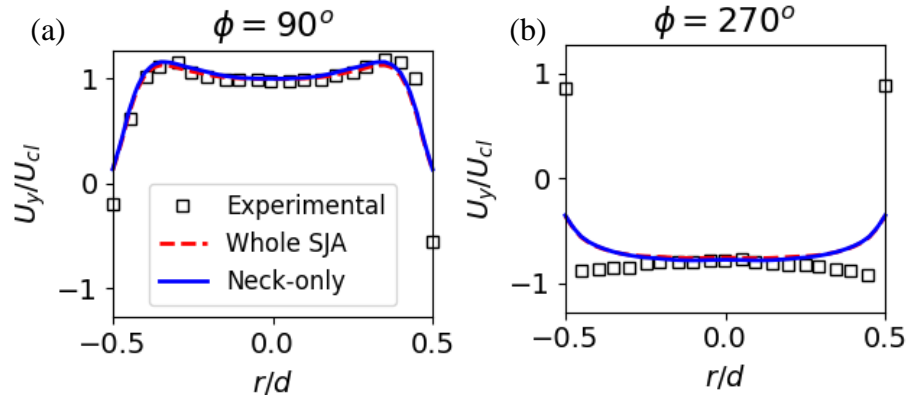 (a)
ϕ = 90°
U_y/U_cl
1
0
−1
Experimental
Whole SJA
Neck-only
−0.5
0.0
0.5
r/d
(b)
ϕ = 270°
U_y/U_cl
1
0
−1
−0.5
0.0
0.5
r/d